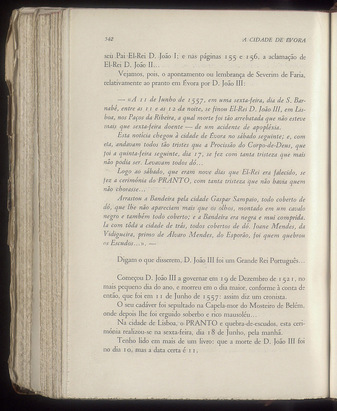 142 A CIDADE DE ÉVORA
seu Pai El-Rei D. João I; e nas páginas 155 e 156, a aclamação de
El-Rei D. João II...
Vejamos, pois, o apontamento ou lembrança de Severim de Faria,
relativamente ao pranto em Évora por D. João III:
— «A 11 de Junho de 1557, em uma sexta-feira, dia de S. Bar-
nabé, entre as 11 e as 12 da noite, se finou El-Rei D. João III, em Lis-
boa, nos Paços da Ribeira, a qual morte foi tão arrebatada que não esteve
mais que sexta-feira doente — de um acidente de apoplexia.
Esta notícia chegou à cidade de Évora no sábado seguinte; e, com
ela, andavam todos tão tristes que a Procissão do Corpo-de-Deus, que
foi a quinta-feira seguinte, dia 17, se fez com tanta tristeza que mais
não podia ser. Levavam todos dó...
Logo ao sábado, que eram nove dias que El-Rei era falecido, se
fez a cerimónia do PRANTO, com tanta tristeza que não havia quem
não chorasse...
Arrastou a Bandeira pela cidade Gaspar Sampaio, todo coberto de
dó, que lhe não apareciam mais que os olhos, montado em um cavalo
negro e também todo coberto; e a Bandeira era negra e mui comprida.
Ia com tôda a cidade de trás, todos cobertos de dó. Joane Mendes, da
Vidigueira, primo de Álvaro Mendes, do Esporão, foi quem quebrou
os Escudos...». —
Digam o que disserem, D. João III foi um Grande Rei Português...
Começou D. João III a governar em 19 de Dezembro de 1521, no
mais pequeno dia do ano, e morreu em o dia maior, conforme à conta de
então, que foi em 11 de Junho de 1557: assim diz um cronista.
O seu cadáver foi sepultado na Capela-mor do Mosteiro de Belém,
onde depois lhe foi erguido soberbo e rico mausoléu...
Na cidade de Lisboa, o PRANTO e quebra-de-escudos, esta ceri-
mónia realizou-se na sexta-feira, dia 18 de Junho, pela manhã.
Tenho lido em mais de um livro: que a morte de D. João III foi
no dia 10, mas a data certa é 11.